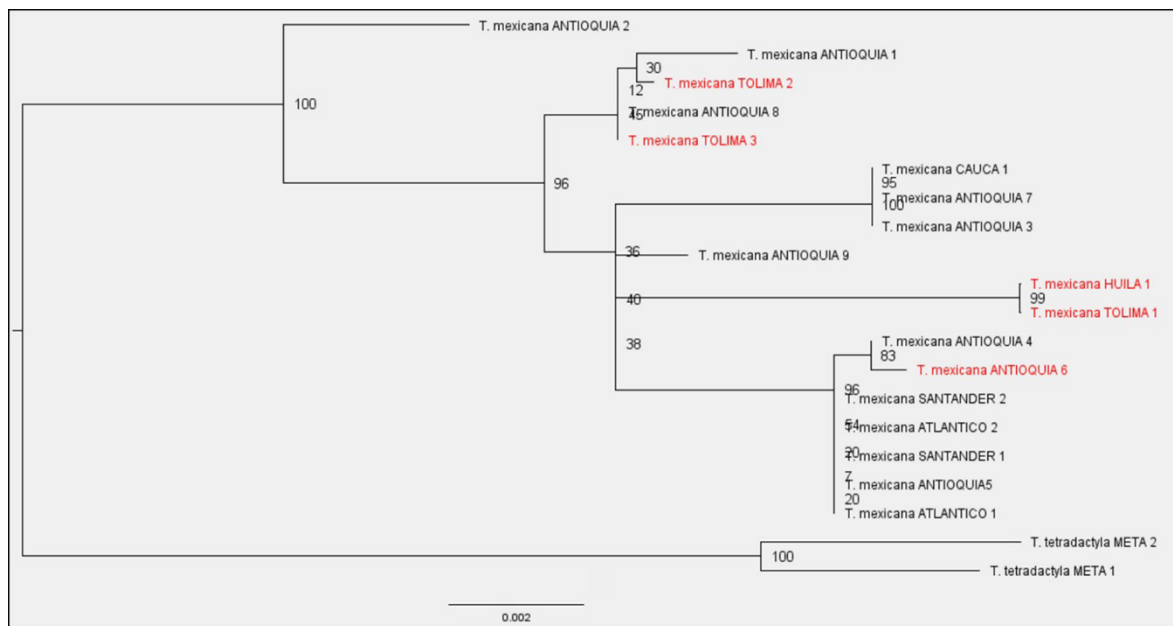 T. mexicana ANTIOQUIA 2
T. mexicana ANTIOQUIA 1
30
T. mexicana TOLIMA 2
12
100
T. mexicana ANTIOQUIA 8
45
T. mexicana TOLIMA 3
T. mexicana CAUCA 1
96
95
T. mexicana ANTIOQUIA 7
100
T. mexicana ANTIOQUIA 3
36
T. mexicana ANTIOQUIA 9
T. mexicana HUILA 1
40
99
T. mexicana TOLIMA 1
38
T. mexicana ANTIOQUIA 4
83
T. mexicana ANTIOQUIA 6
96
T. mexicana SANTANDER 2
54
T. mexicana ATLANTICO 2
20
T. mexicana SANTANDER 1
7
T. mexicana ANTIOQUIA5
20
T. mexicana ATLANTICO 1
T. tetradactyla META 2
100
T. tetradactyla META 1
0.002